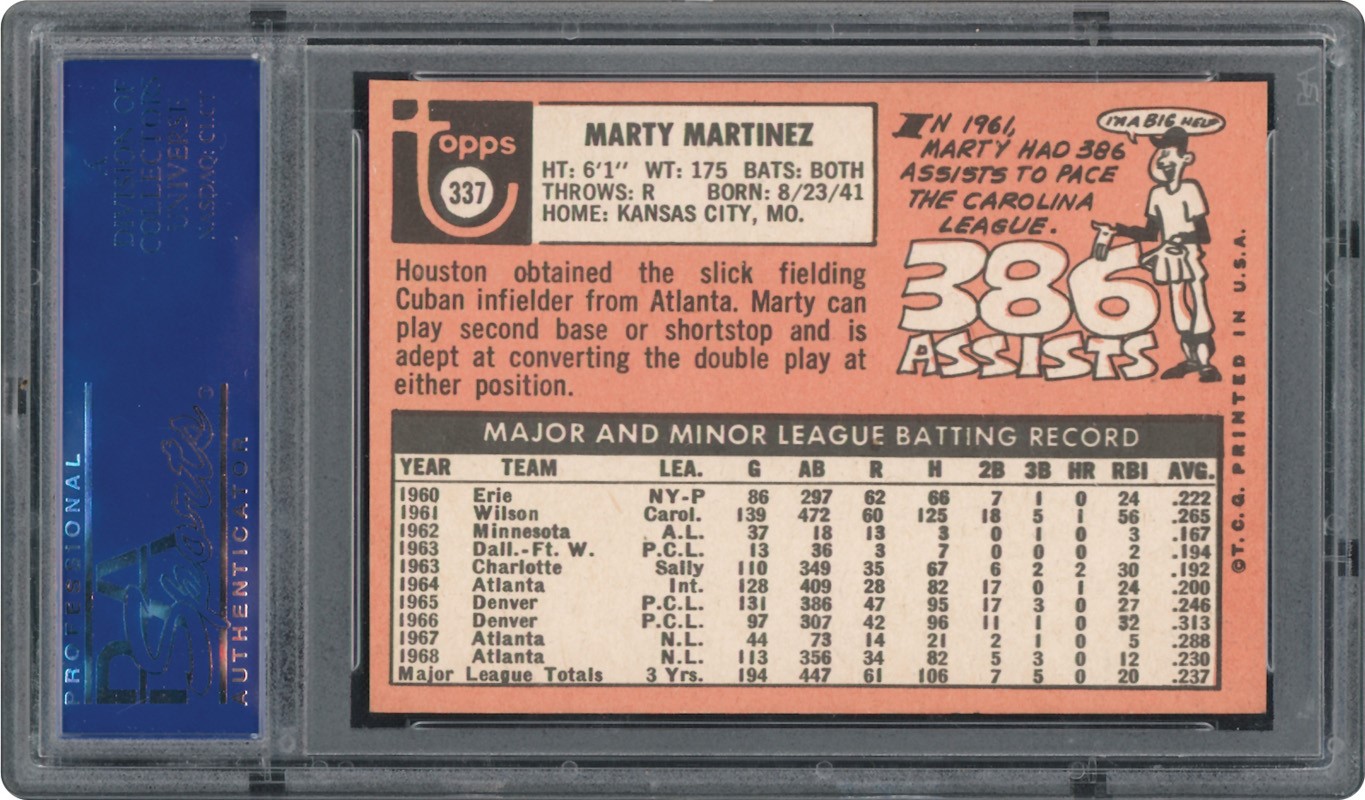 A
DIVISION OF
COLLECTORS
UNIVERSE
NASDAQ: CLCT
PROFESSIONAL
PSA
Sports
AUTHENTICATOR
topps
337
MARTY MARTINEZ
HT: 6'1" WT: 175 BATS: BOTH
THROWS: R BORN: 8/23/41
HOME: KANSAS CITY, MO.
Houston obtained the slick fielding
Cuban infielder from Atlanta. Marty can
play second base or shortstop and is
adept at converting the double play at
either position.
I'M A BIG HELP
IN 1961,
MARTY HAD 386
ASSISTS TO PACE
THE CAROLINA
LEAGUE.
386
ASSISTS
MAJOR AND MINOR LEAGUE BATTING RECORD
YEAR TEAM LEA. G AB R H 2B 3B HR RBI AVG.
1960 Erie NY-P 86 297 62 66 7 1 0 24 .222
1961 Wilson Carol. 139 472 60 125 18 5 1 56 .265
1962 Minnesota A.L. 37 18 13 3 0 1 0 3 .167
1963 Dall.-Ft. W. P.C.L. 13 36 3 7 0 0 0 2 .194
1963 Charlotte Sally 110 349 35 67 6 2 2 30 .192
1964 Atlanta Int. 128 409 28 82 17 0 1 24 .200
1965 Denver P.C.L. 131 386 47 95 17 3 0 27 .246
1966 Denver P.C.L. 97 307 42 96 11 1 0 32 .313
1967 Atlanta N.L. 44 73 14 21 2 1 0 5 .288
1968 Atlanta N.L. 113 356 34 82 5 3 0 12 .230
Major League Totals 3 Yrs. 194 447 61 106 7 5 0 20 .237
©T.C.G. PRINTED IN U.S.A.